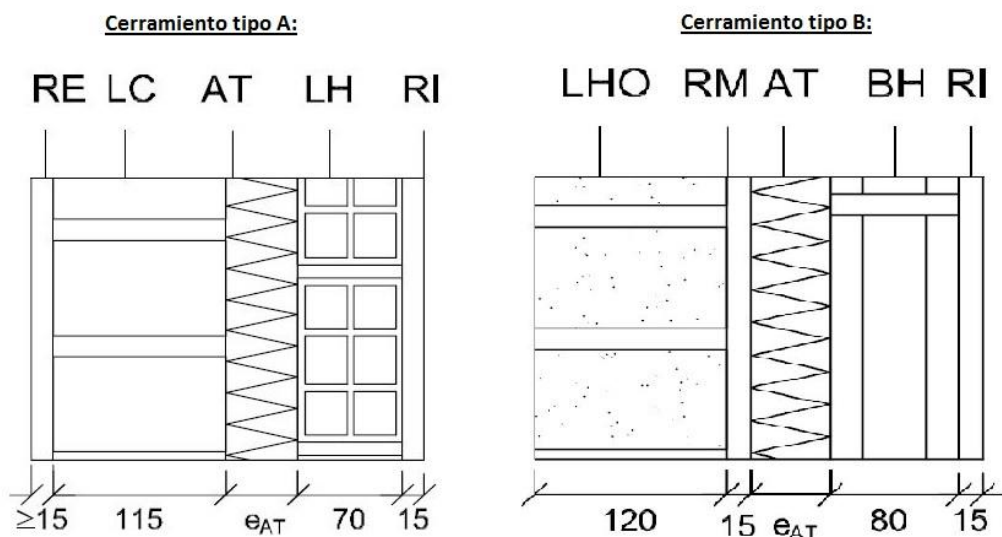 Cerramiento tipo A:
RE LC AT LH RI
≥15 115 eAT 70 15
Cerramiento tipo B:
LHO RM AT BH RI
120 15 eAT 80 15